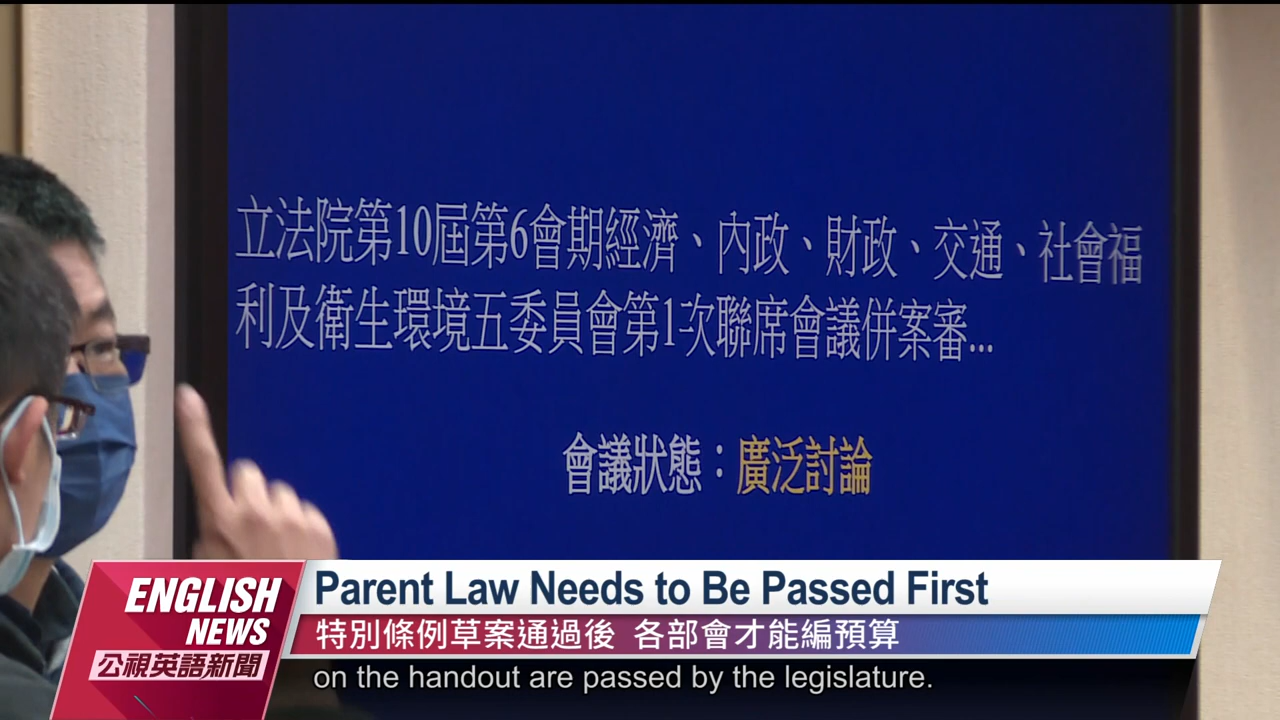 立法院第10屆第6會期經濟、內政、財政、交通、社會福
利及衛生環境五委員會第1次聯席會議併案審...
會議狀態：廣泛討論
ENGLISH
NEWS
公視英語新聞
Parent Law Needs to Be Passed First
特別條例草案通過後 各部會才能編預算
on the handout are passed by the legislature.